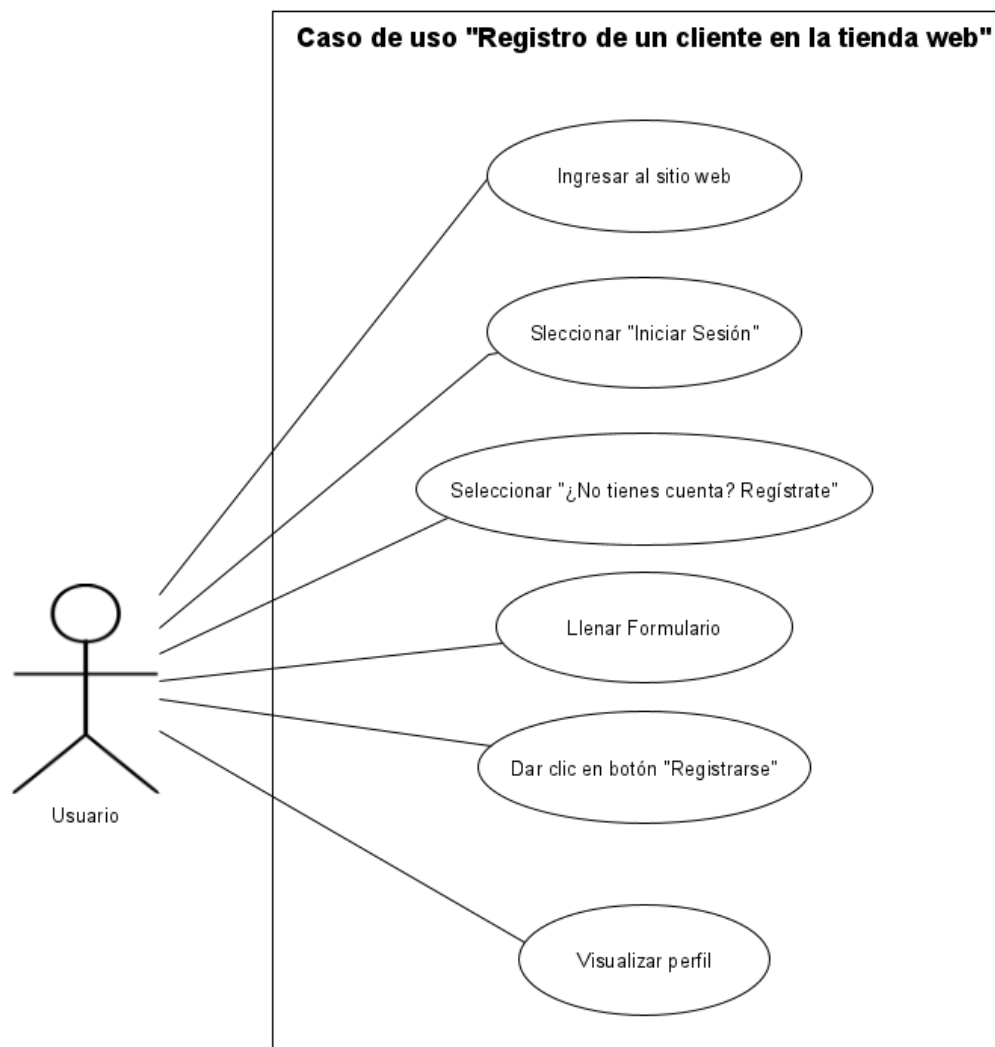 Caso de uso "Registro de un cliente en la tienda web"
Ingresar al sitio web
Sleccionar "Iniciar Sesión"
Seleccionar "¿No tienes cuenta? Regístrate"
Llenar Formulario
Dar clic en botón "Registrarse"
Usuario
Visualizar perfil